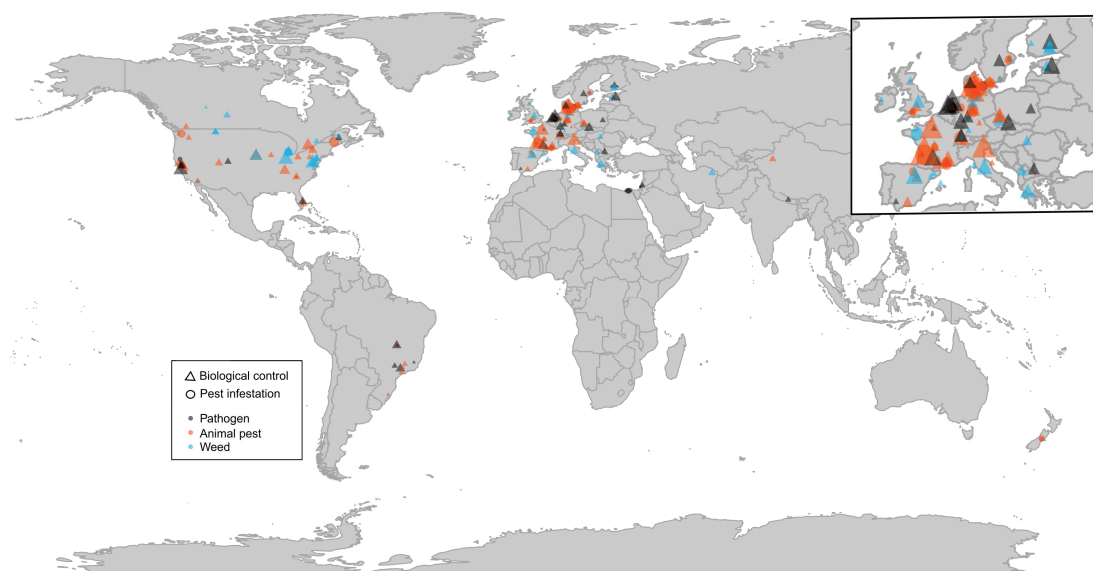 Biological control
Pest infestation
Pathogen
Animal pest
Weed